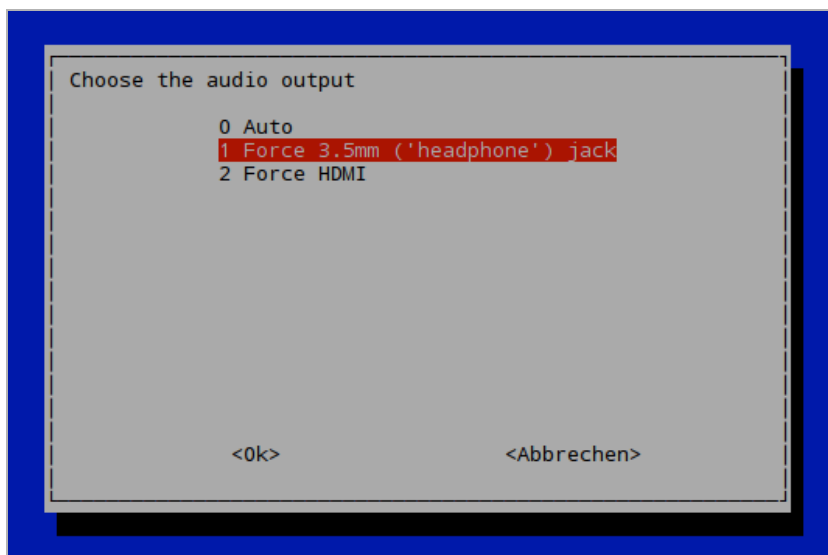 Choose the audio output
0 Auto
1 Force 3.5mm ('headphone') jack
2 Force HDMI
<Ok> <Abbrechen>